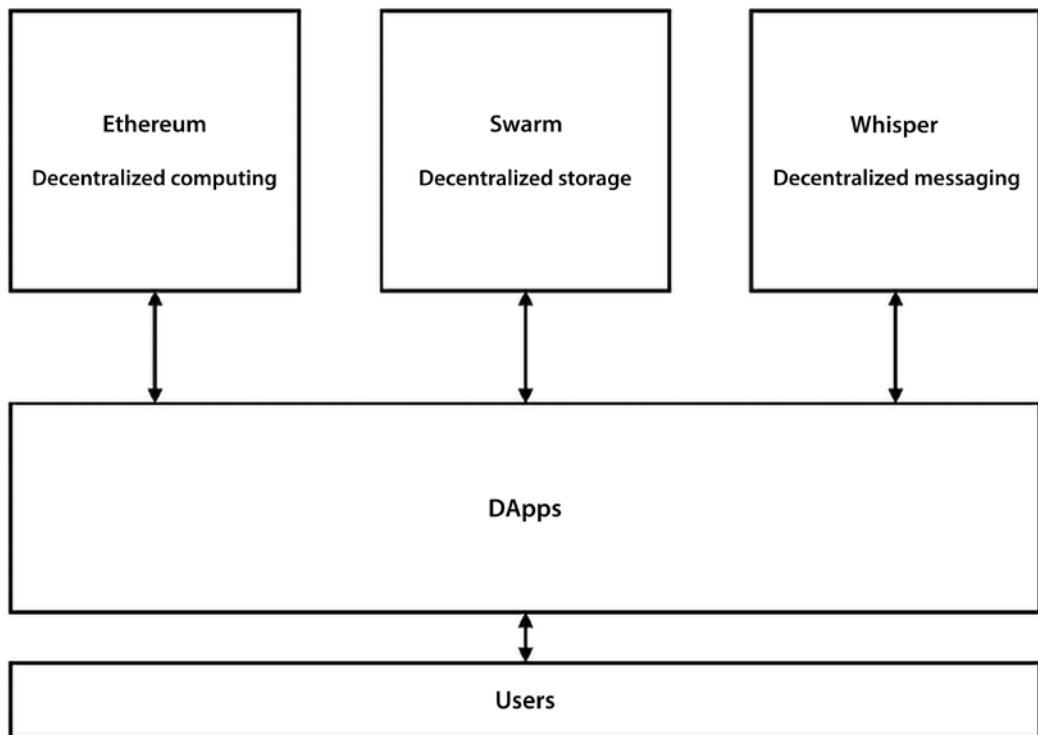 Ethereum
Decentralized computing
Swarm
Decentralized storage
Whisper
Decentralized messaging
DApps
Users